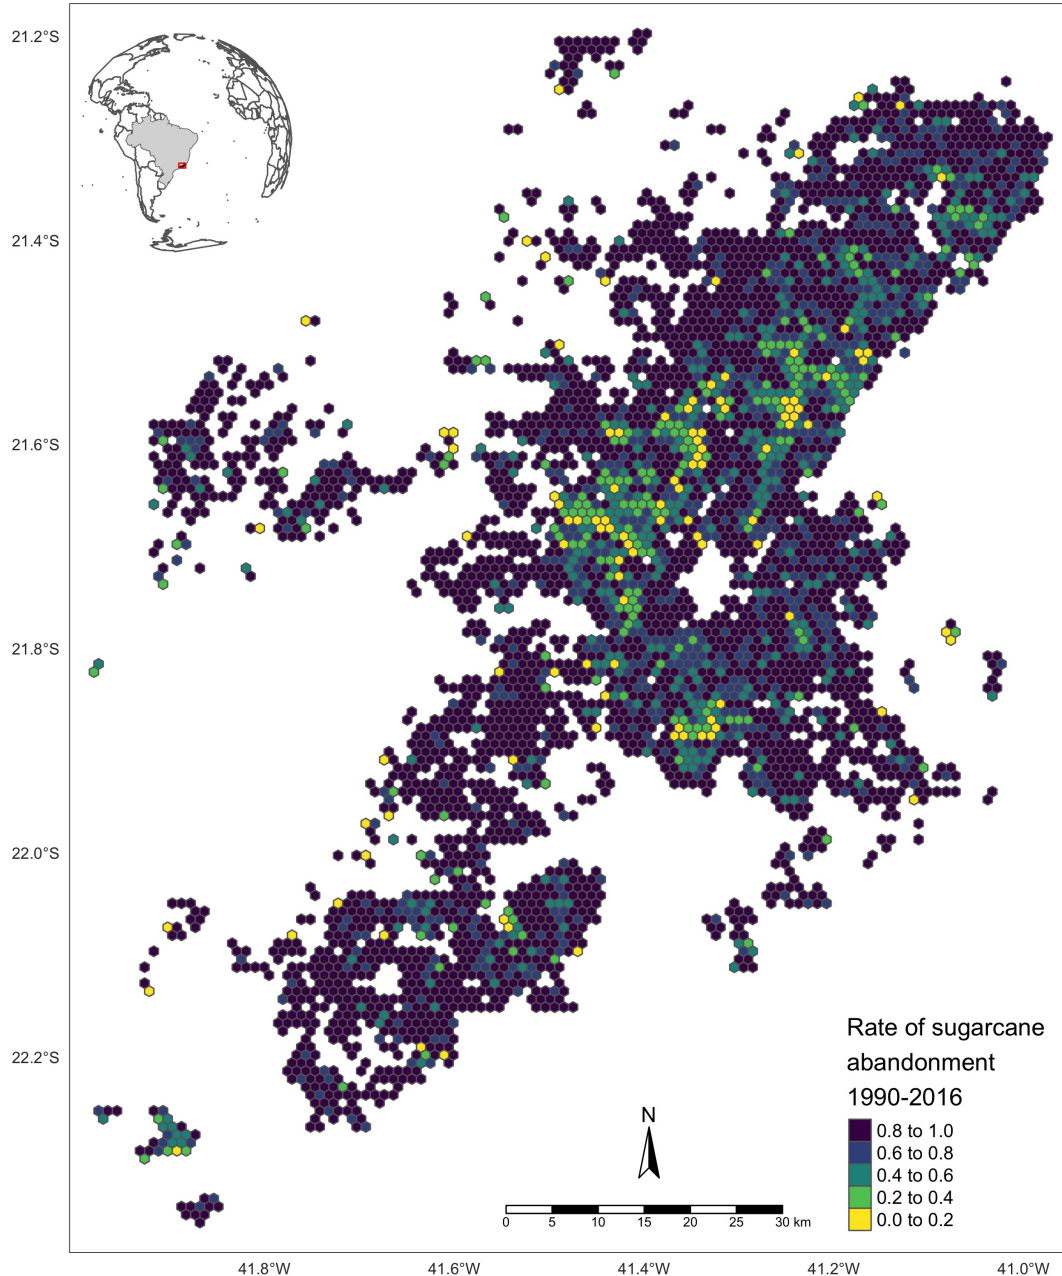 21.2°S
21.4°S
21.6°S
21.8°S
22.0°S
22.2°S
Rate of sugarcane
abandonment
1990-2016
0.8 to 1.0
0.6 to 0.8
0.4 to 0.6
0.2 to 0.4
0.0 to 0.2
N
0 5 10 15 20 25 30 km
41.8°W 41.6°W 41.4°W 41.2°W 41.0°W